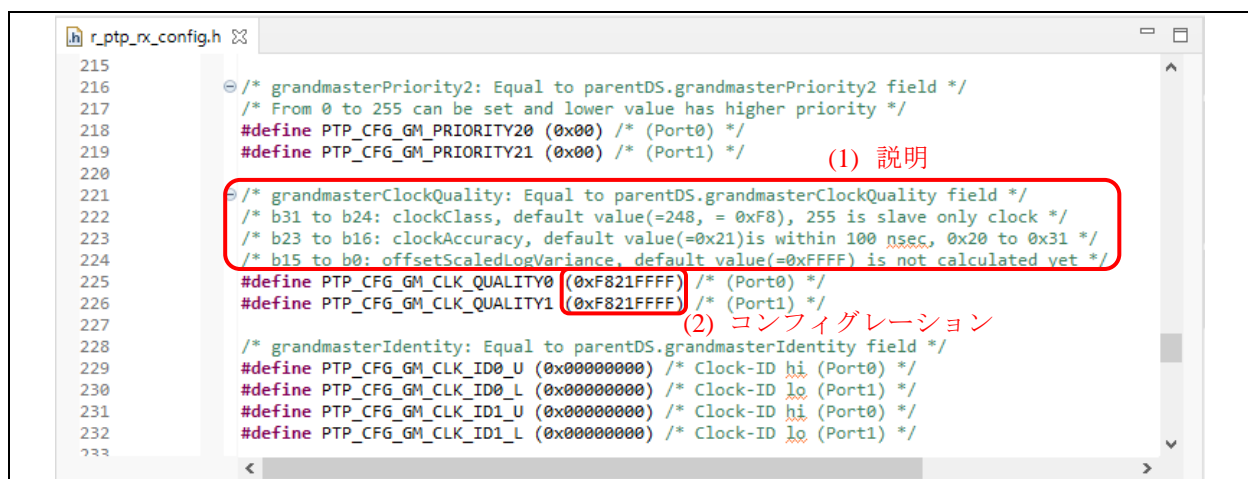 r_ptp_rx_config.h
215
216 /* grandmasterPriority2: Equal to parentDS.grandmasterPriority2 field */
217 /* From 0 to 255 can be set and lower value has higher priority */
218 #define PTP_CFG_GM_PRIORITY20 (0x00) /* (Port0) */
219 #define PTP_CFG_GM_PRIORITY21 (0x00) /* (Port1) */
(1) 説明
220
221 /* grandmasterClockQuality: Equal to parentDS.grandmasterClockQuality field */
222 /* b31 to b24: clockClass, default value(=248, = 0xF8), 255 is slave only clock */
223 /* b23 to b16: clockAccuracy, default value(=0x21)is within 100 nsec, 0x20 to 0x31 */
224 /* b15 to b0: offsetScaledLogVariance, default value(=0xFFFF) is not calculated yet */
225 #define PTP_CFG_GM_CLK_QUALITY0 (0xF821FFFF) /* (Port0) */
226 #define PTP_CFG_GM_CLK_QUALITY1 (0xF821FFFF) /* (Port1) */
(2) コンフィグレーション
227
228 /* grandmasterIdentity: Equal to parentDS.grandmasterIdentity field */
229 #define PTP_CFG_GM_CLK_ID0_U (0x00000000) /* Clock-ID hi (Port0) */
230 #define PTP_CFG_GM_CLK_ID0_L (0x00000000) /* Clock-ID lo (Port1) */
231 #define PTP_CFG_GM_CLK_ID1_U (0x00000000) /* Clock-ID hi (Port0) */
232 #define PTP_CFG_GM_CLK_ID1_L (0x00000000) /* Clock-ID lo (Port1) */
233